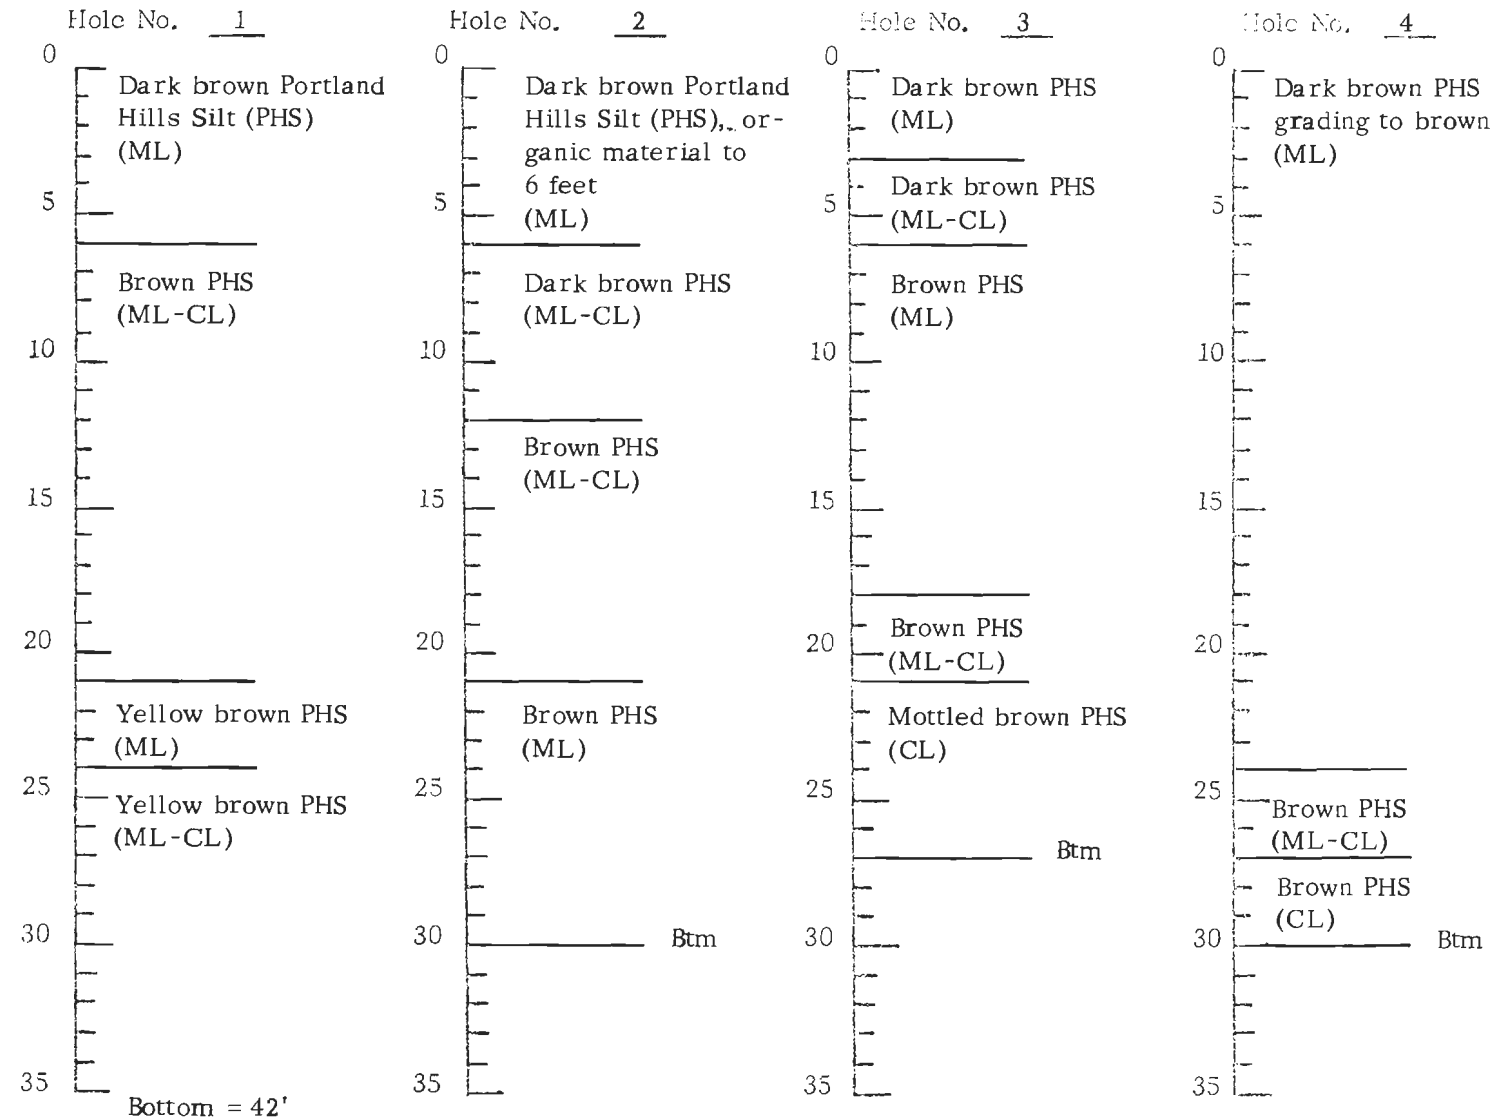 Hole No. 1
0
Dark brown Portland
Hills Silt (PHS)
(ML)
5
Brown PHS
(ML-CL)
10
15
20
Yellow brown PHS
(ML)
25
Yellow brown PHS
(ML-CL)
30
35
Bottom = 42'
Hole No. 2
0
Dark brown Portland
Hills Silt (PHS), or-
ganic material to
6 feet
(ML)
5
Dark brown PHS
(ML-CL)
10
Brown PHS
(ML-CL)
15
20
Brown PHS
(ML)
25
30 Btm
35
Hole No. 3
0
Dark brown PHS
(ML)
Dark brown PHS
5
(ML-CL)
Brown PHS
(ML)
10
15
Brown PHS
20
(ML-CL)
Mottled brown PHS
(CL)
25
Btm
30
35
Hole No. 4
0
Dark brown PHS
grading to brown
(ML)
5
10
15
20
25
Brown PHS
(ML-CL)
Brown PHS
(CL)
30 Btm
35